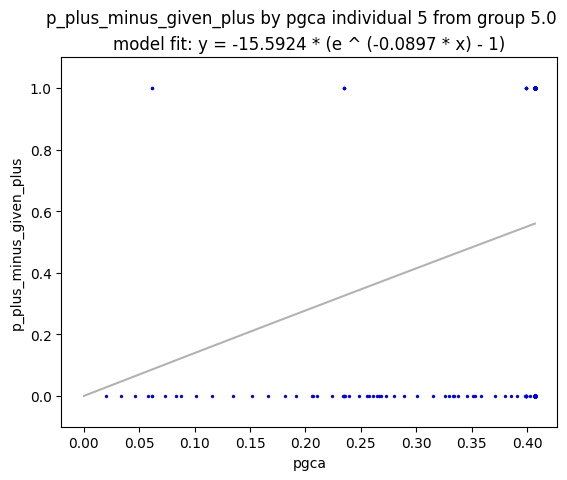 p_plus_minus_given_plus by pgca individual 5 from group 5.0
model fit: y = -15.5924 * (e ^ (-0.0897 * x) - 1)
p_plus_minus_given_plus
1.0
0.8
0.6
0.4
0.2
0.0
0.00 0.05 0.10 0.15 0.20 0.25 0.30 0.35 0.40
pgca